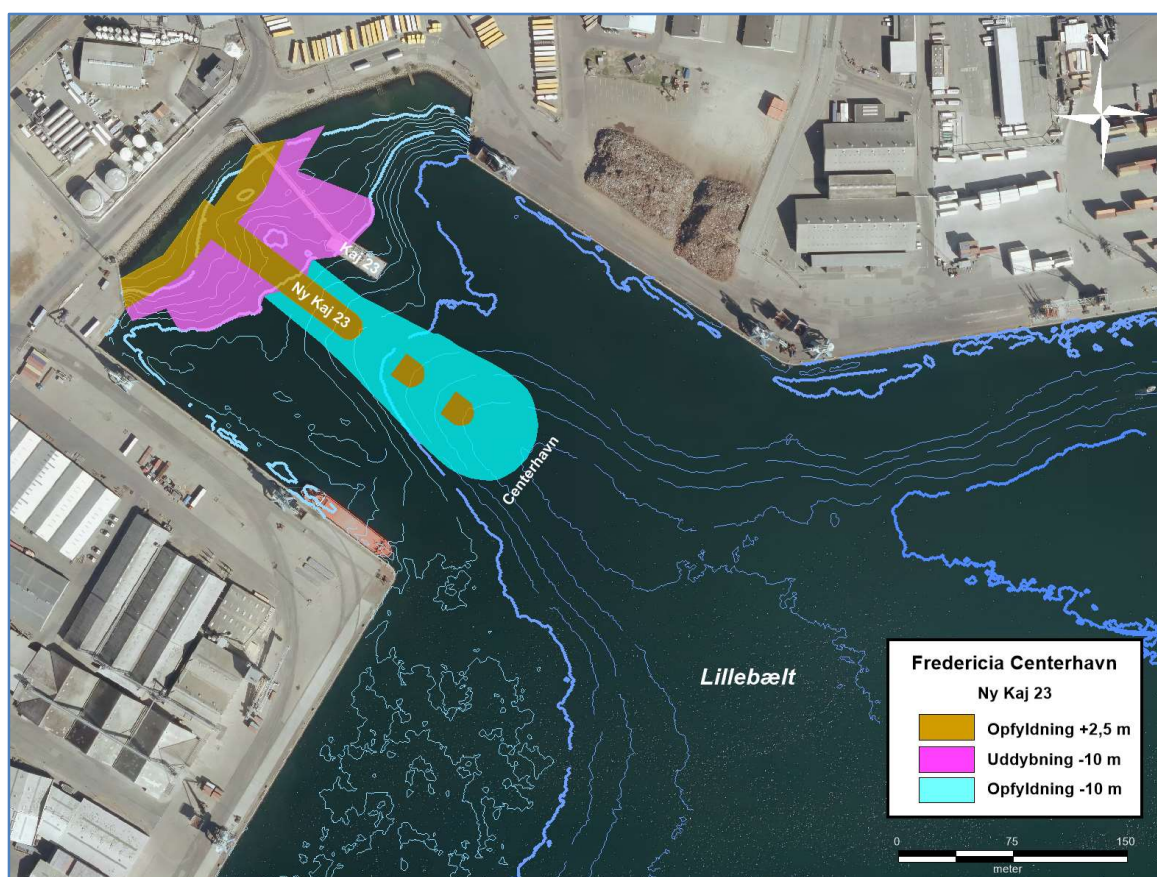 N
Kaj 23
Ny Kaj 23
Centerhavn
Lillebælt
Fredericia Centerhavn
Ny Kaj 23
Opfyldning +2,5 m
Uddybning -10 m
Opfyldning -10 m
0 75 150
meter